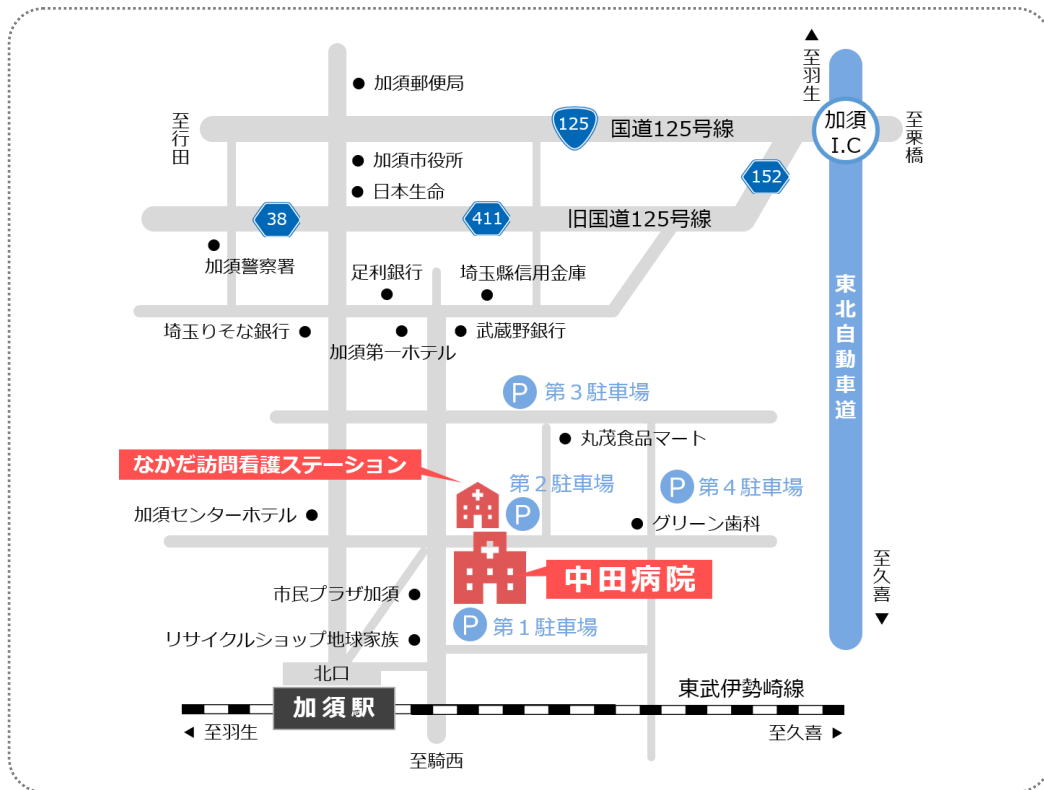 至羽生
加須郵便局
至行田
125
国道125号線
加須
I.C
至栗橋
加須市役所
日本生命
152
38
411
旧国道125号線
加須警察署
足利銀行
埼玉縣信用金庫
東北自動車道
埼玉りそな銀行
加須第一ホテル
武蔵野銀行
P 第3駐車場
丸茂食品マート
なかだ訪問看護ステーション
第2駐車場
P
P 第4駐車場
加須センターホテル
グリーン歯科
至久喜
中田病院
市民プラザ加須
P 第1駐車場
リサイクルショップ地球家族
北口
加須駅
東武伊勢崎線
至羽生
至久喜
至騎西